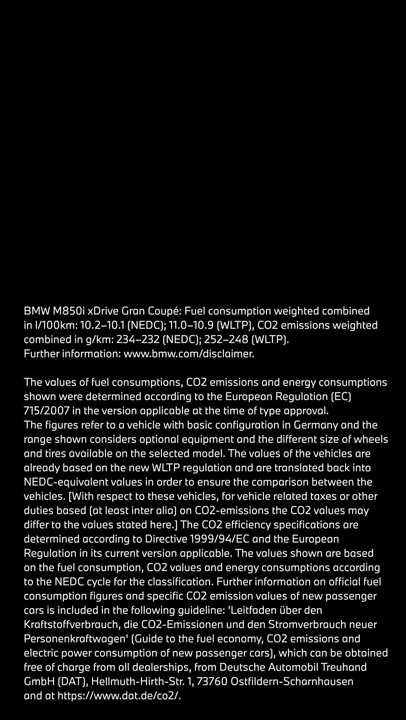 BMW M850i xDrive Gran Coupé: Fuel consumption weighted combined
in l/100km: 10.2–10.1 (NEDC); 11.0–10.9 (WLTP), CO2 emissions weighted
combined in g/km: 234–232 (NEDC); 252–248 (WLTP).
Further information: www.bmw.com/disclaimer.
The values of fuel consumptions, CO2 emissions and energy consumptions
shown were determined according to the European Regulation (EC)
715/2007 in the version applicable at the time of type approval.
The figures refer to a vehicle with basic configuration in Germany and the
range shown considers optional equipment and the different size of wheels
and tires available on the selected model. The values of the vehicles are
already based on the new WLTP regulation and are translated back into
NEDC-equivalent values in order to ensure the comparison between the
vehicles. [With respect to these vehicles, for vehicle related taxes or other
duties based (at least inter alia) on CO2-emissions the CO2 values may
differ to the values stated here.] The CO2 efficiency specifications are
determined according to Directive 1999/94/EC and the European
Regulation in its current version applicable. The values shown are based
on the fuel consumption, CO2 values and energy consumptions according
to the NEDC cycle for the classification. Further information on official fuel
consumption figures and specific CO2 emission values of new passenger
cars is included in the following guideline: 'Leitfaden über den
Kraftstoffverbrauch, die CO2-Emissionen und den Stromverbrauch neuer
Personenkraftwagen' (Guide to the fuel economy, CO2 emissions and
electric power consumption of new passenger cars), which can be obtained
free of charge from all dealerships, from Deutsche Automobil Treuhand
GmbH (DAT), Hellmuth-Hirth-Str. 1, 73760 Ostfildern-Scharnhausen
and at https://www.dat.de/co2/.